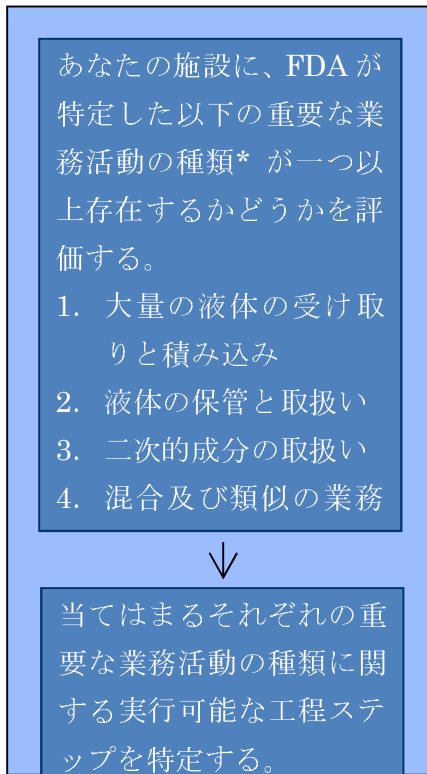 あなたの施設に、FDA が
特定した以下の重要な業
務活動の種類* が一つ以
上存在するかどうかを評
価する。
1. 大量の液体の受け取
りと積み込み
2. 液体の保管と取扱い
3. 二次的成分の取扱い
4. 混合及び類似の業務
当てはまるそれぞれの重
要な業務活動の種類に関
する実行可能な工程ステ
ップを特定する。